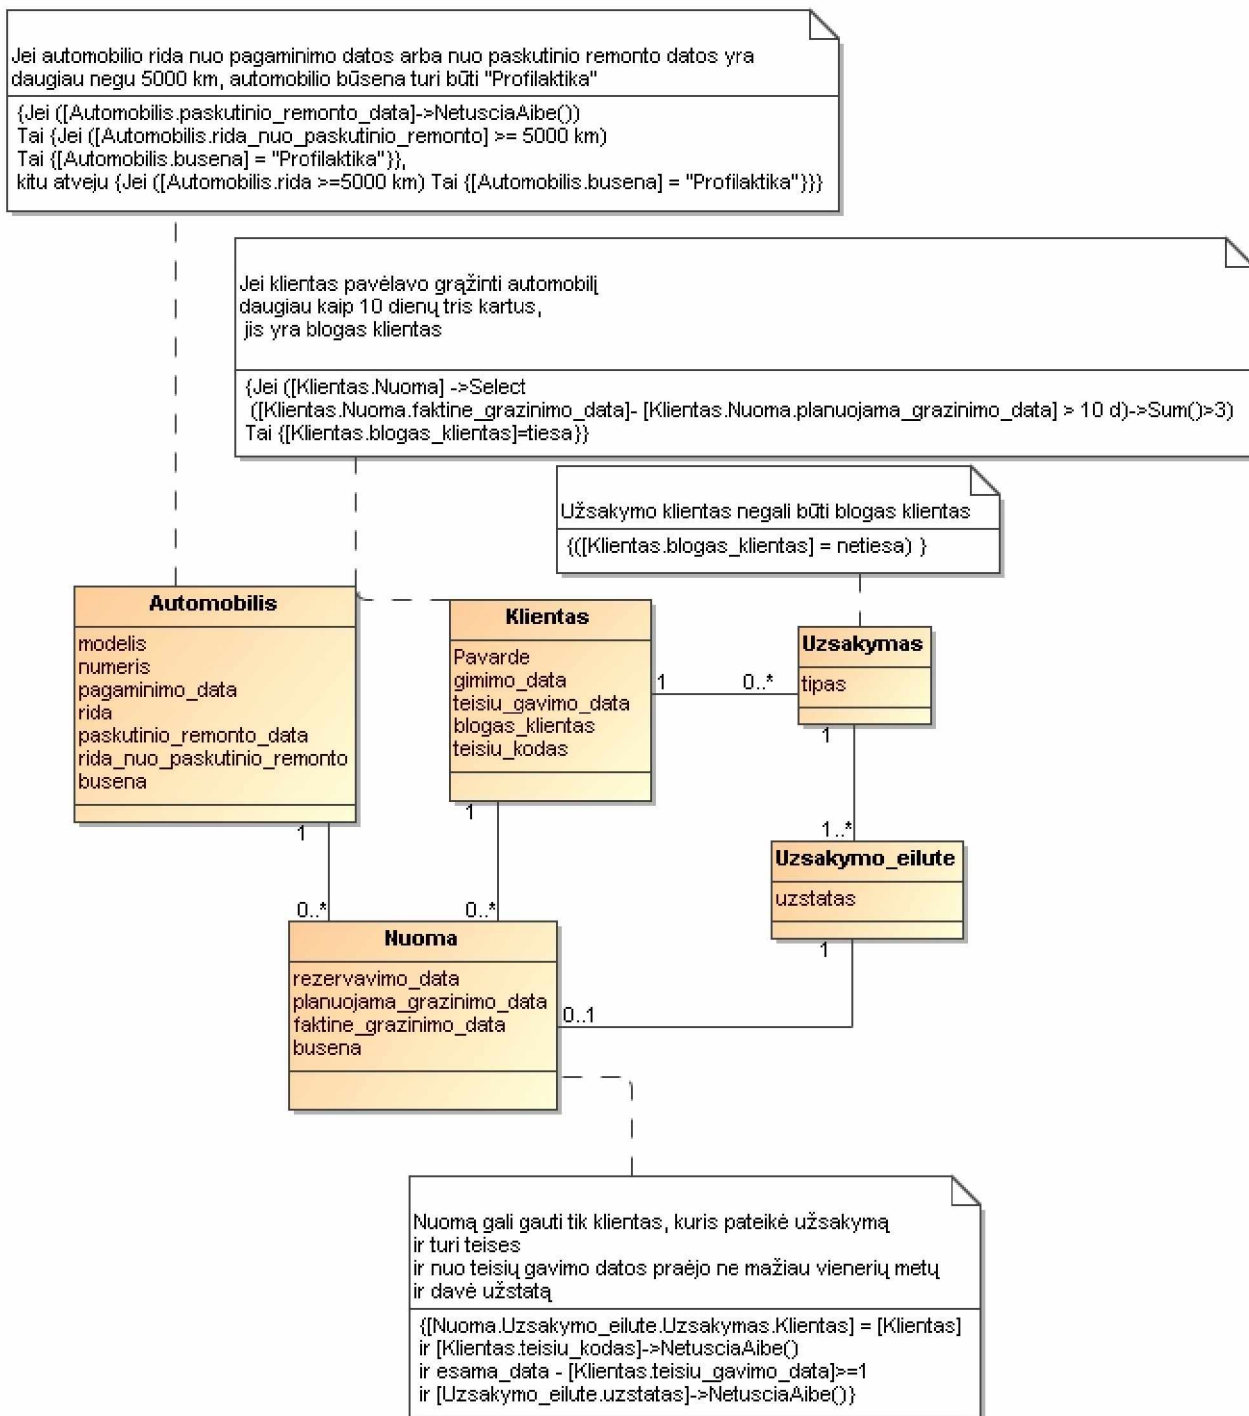 Jei automobilio rida nuo pagaminimo datos arba nuo paskutinio remonto datos yra
daugiau negu 5000 km, automobilio būsena turi būti "Profilaktika"
{Jei ([Automobilis.paskutinio_remonto_data]->NetusciaAibe())
Tai {Jei ([Automobilis.rida_nuo_paskutinio_remonto] >= 5000 km)
Tai {[Automobilis.busena] = "Profilaktika"}},
kitu atveju {Jei ([Automobilis.rida >=5000 km) Tai {[Automobilis.busena] = "Profilaktika"}}}
Jei klientas pavėlavo grąžinti automobilį
daugiau kaip 10 dienų tris kartus,
jis yra blogas klientas
{Jei ([Klientas.Nuoma] ->Select
([Klientas.Nuoma.faktine_grazinimo_data]- [Klientas.Nuoma.planuojama_grazinimo_data] > 10 d)->Sum()>3)
Tai {[Klientas.blogas_klientas]=tiesa}}
Užsakymo klientas negali būti blogas klientas
{([Klientas.blogas_klientas] = netiesa) }
Automobilis
modelis
numeris
pagaminimo_data
rida
paskutinio_remonto_data
rida_nuo_paskutinio_remonto
busena
Klientas
Pavarde
gimimo_data
teisiu_gavimo_data
blogas_klientas
teisiu_kodas
1
0..*
Uzsakymas
tipas
1
1..*
1
0..*
1
0..*
Uzsakymo_eilute
uzstatas
1
0..1
Nuoma
rezervavimo_data
planuojama_grazinimo_data
faktine_grazinimo_data
busena
Nuomą gali gauti tik klientas, kuris pateikė užsakymą
ir turi teises
ir nuo teisių gavimo datos praėjo ne mažiau vienerių metų
ir davė užstatą
{[Nuoma.Uzsakymo_eilute.Uzsakymas.Klientas] = [Klientas]
ir [Klientas.teisiu_kodas]->NetusciaAibe()
ir esama_data - [Klientas.teisiu_gavimo_data]>=1
ir [Uzsakymo_eilute.uzstatas]->NetusciaAibe()}